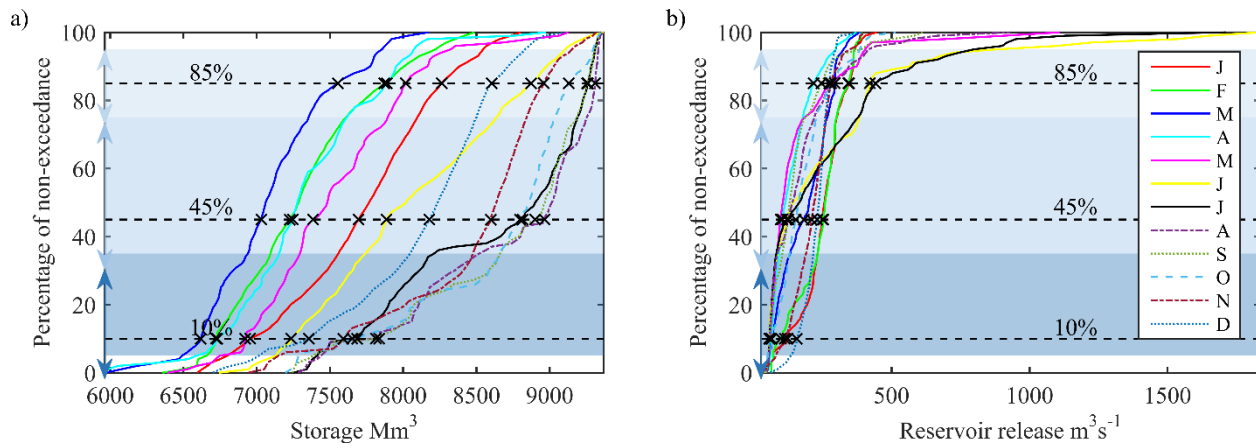 a)
Percentage of non-exceedance
100
80
60
40
20
0
85%
45%
10%
6000 6500 7000 7500 8000 8500 9000
Storage Mm³
b)
Percentage of non-exceedance
100
80
60
40
20
0
85%
45%
10%
500 1000 1500
Reservoir release m³s⁻¹
J
F
M
A
M
J
J
A
S
O
N
D